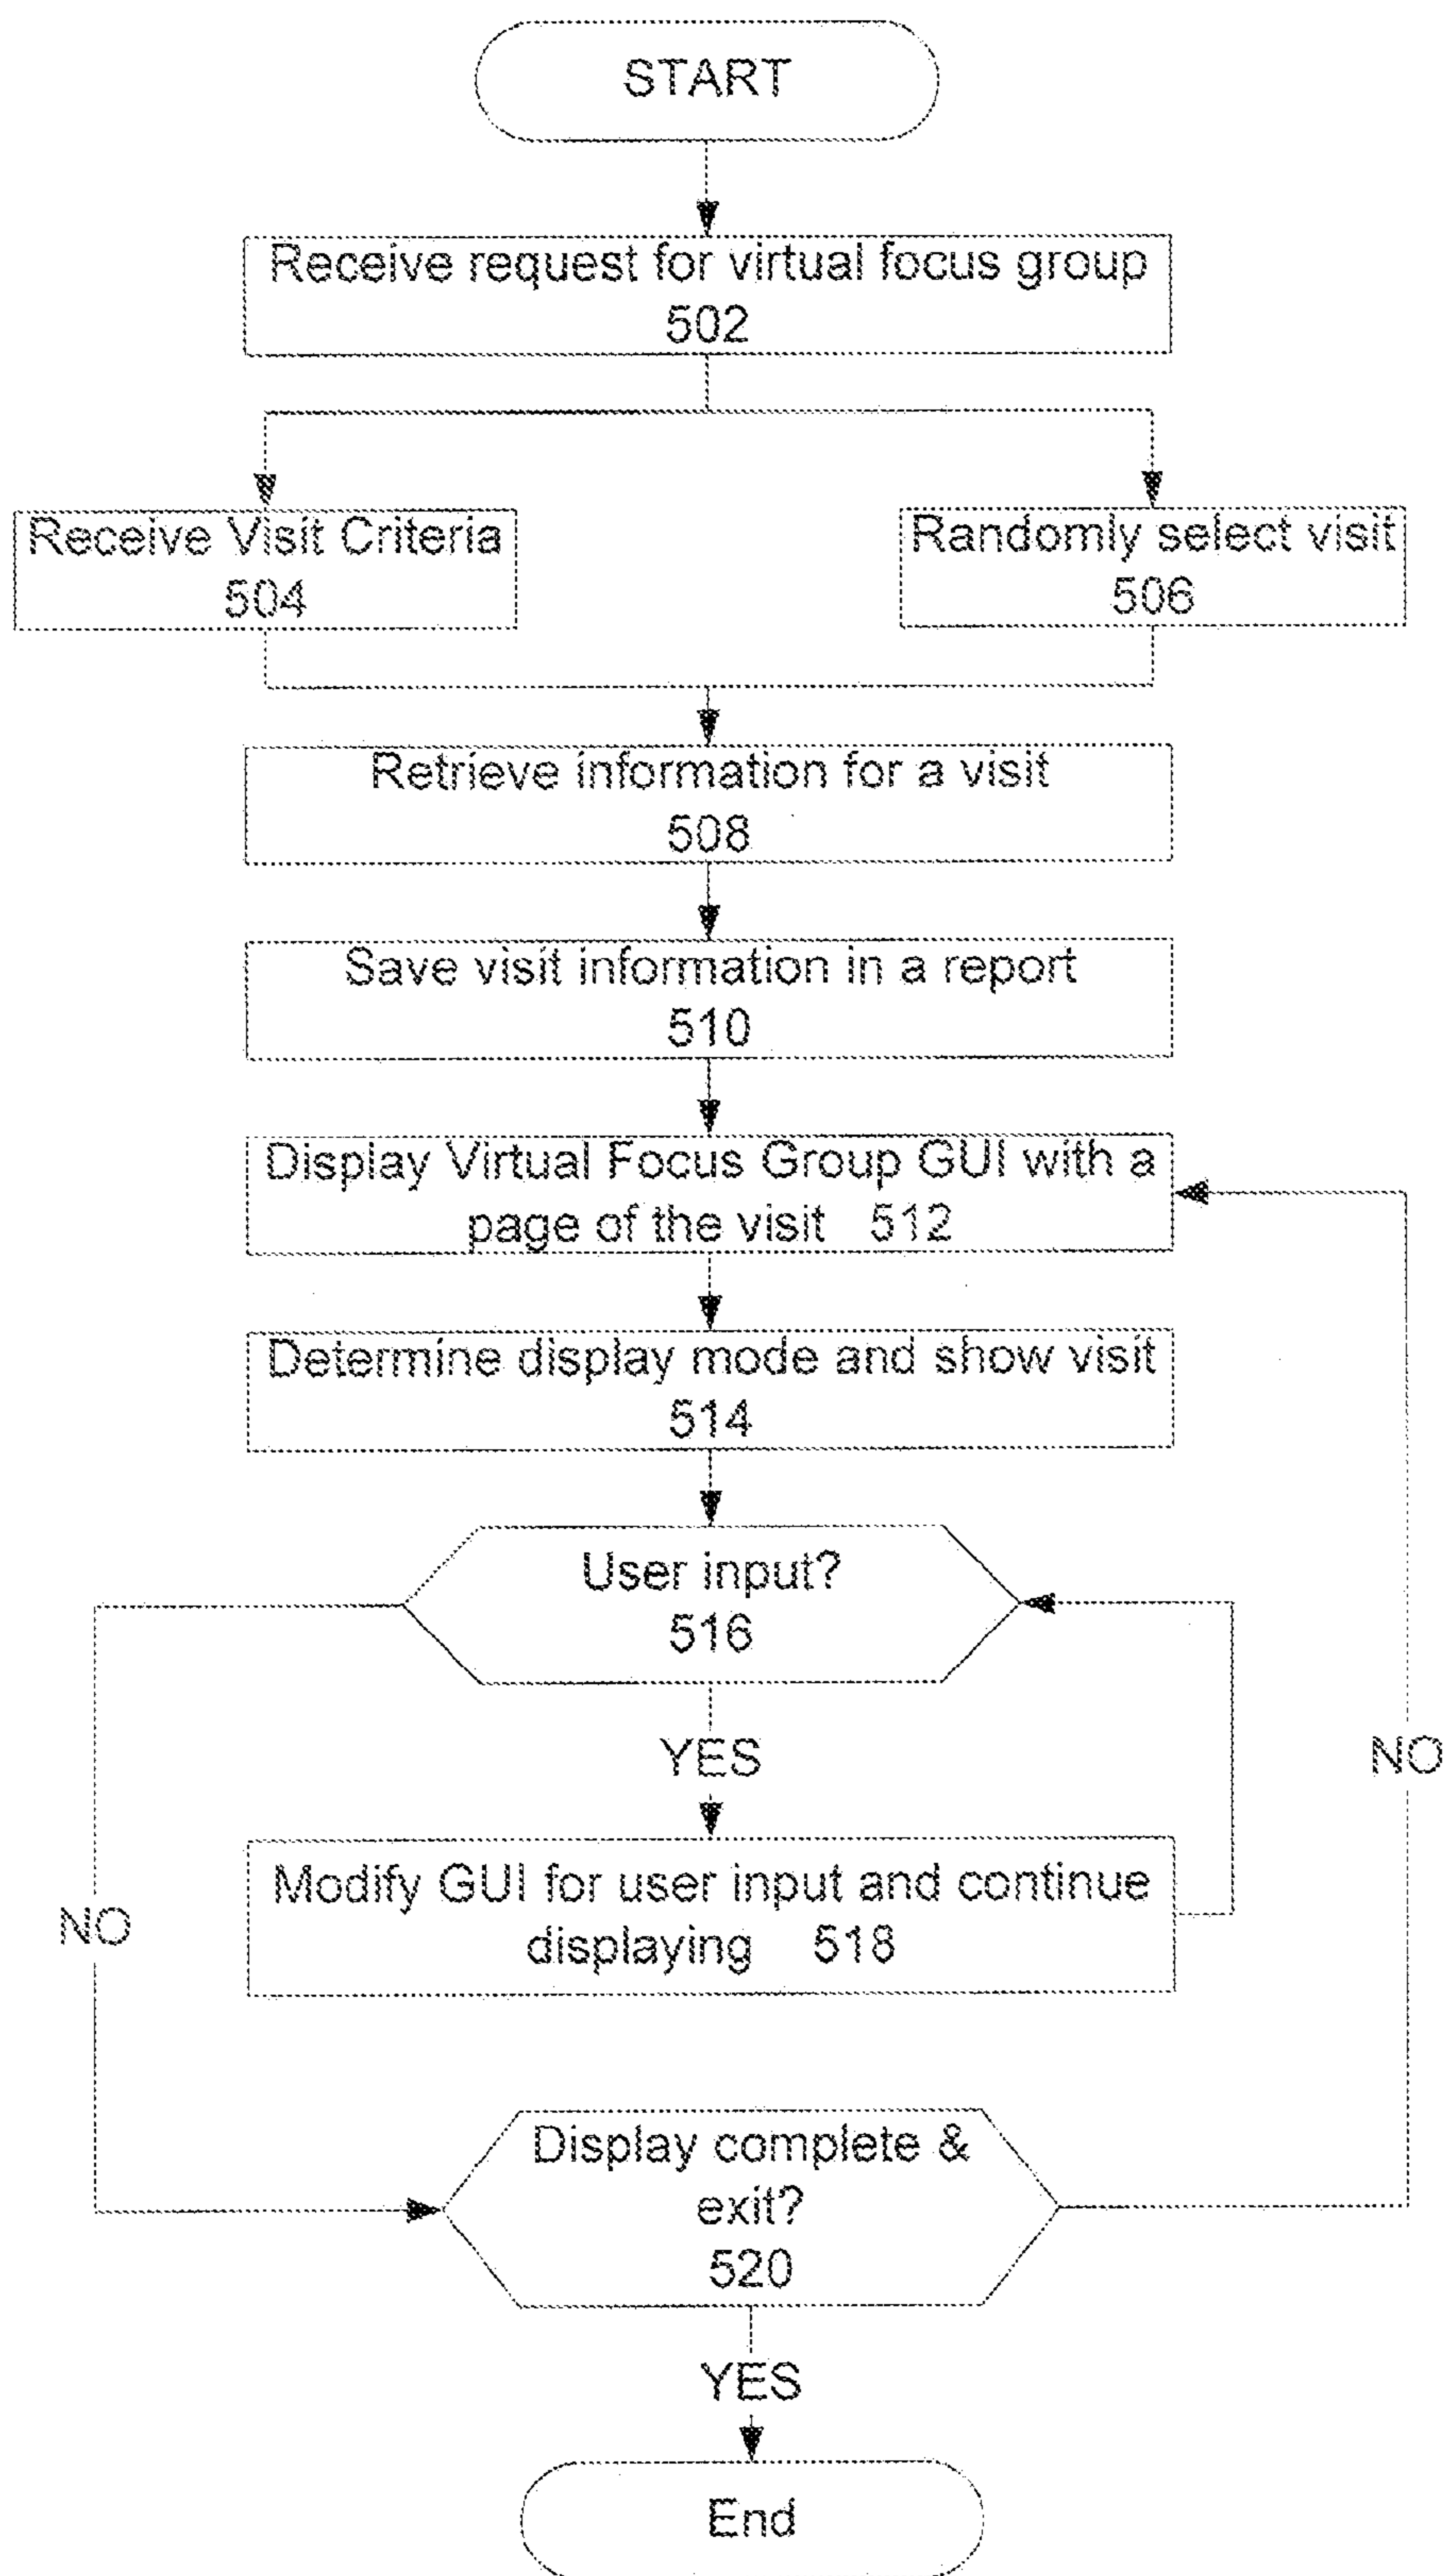 START
Receive request for virtual focus group
502
Receive Visit Criteria
504
Randomly select visit
506
Retrieve information for a visit
508
Save visit information in a report
510
Display Virtual Focus Group GUI with a
page of the visit 512
Determine display mode and show visit
514
User input?
516
YES
NO
Modify GUI for user input and continue
displaying 518
NO
Display complete &
exit?
520
YES
End